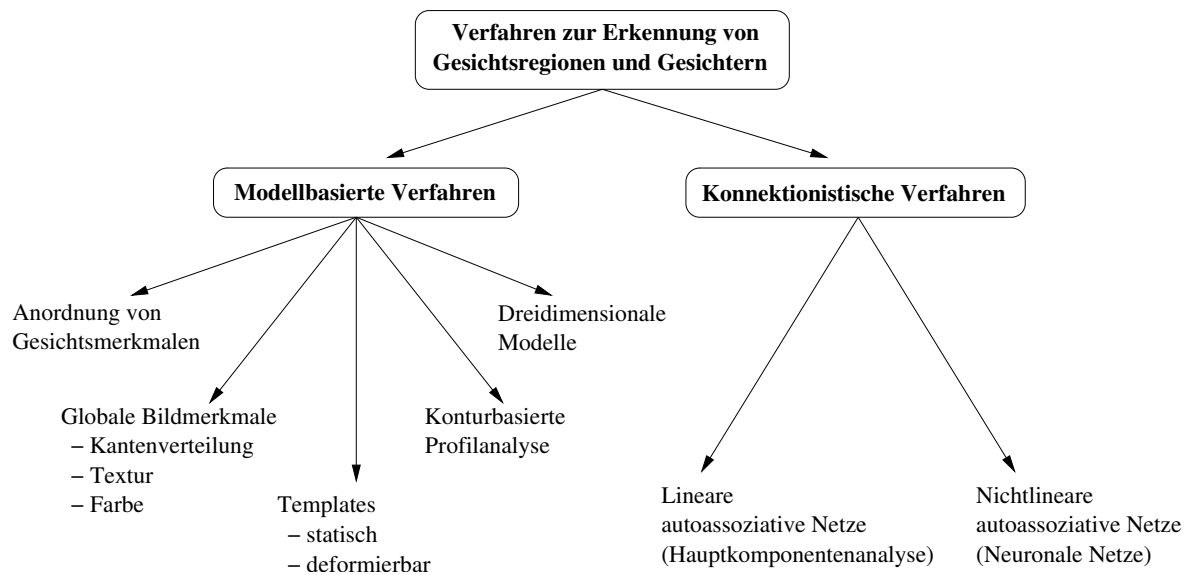 Verfahren zur Erkennung von
Gesichtsregionen und Gesichtern
Modellbasierte Verfahren
Konnektionistische Verfahren
Anordnung von
Gesichtsmerkmalen
Dreidimensionale
Modelle
Globale Bildmerkmale
– Kantenverteilung
– Textur
– Farbe
Konturbasierte
Profilanalyse
Templates
– statisch
– deformierbar
Lineare
autoassoziative Netze
(Hauptkomponentenanalyse)
Nichtlineare
autoassoziative Netze
(Neuronale Netze)